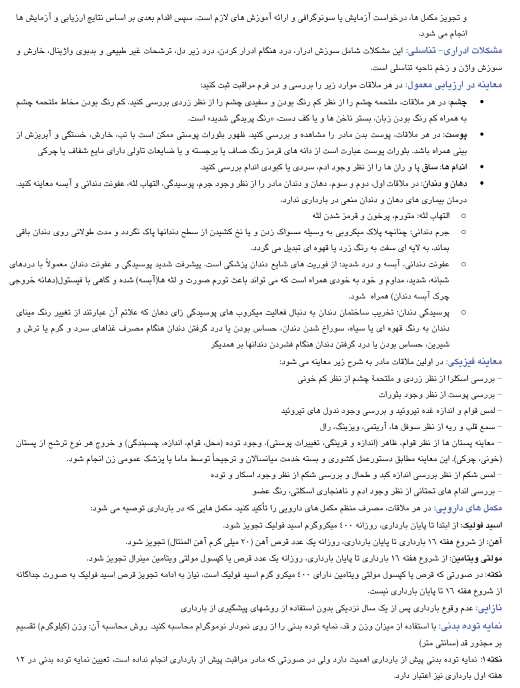 و تجویز مکمل ها، درخواست آزمایش یا سونوگرافی و ارائه آموزش های لازم است. سپس اقدام بعدی بر اساس نتایج ارزیابی و آزمایش ها
انجام می شود.
مشکلات ادراری- تناسلی: این مشکلات شامل سوزش ادرار، درد هنگام ادرار کردن، درد زیر دل، ترشحات غیر طبیعی و بدبوی واژینال، خارش و
سوزش واژن و زخم ناحیه تناسلی است.
معاینه در ارزیابی معمول: در هر ملاقات موارد زیر را بررسی و در فرم مراقبت ثبت کنید:
• چشم: در هر ملاقات، ملتحمه چشم را از نظر کم رنگ بودن و سفیدی چشم را از نظر زردی بررسی کنید. کم رنگ بودن مخاط ملتحمه چشم
به همراه کم رنگ بودن زبان، بستر ناخن ها و یا کف دست، «رنگ پریدگی شدید» است.
• پوست: در هر ملاقات، پوست بدن مادر را مشاهده و بررسی کنید. ظهور بثورات پوستی ممکن است با تب، خارش، خستگی و آبریزش از
بینی همراه باشد. بثورات پوست عبارت است از دانه های قرمز رنگ صاف یا برجسته و یا ضایعات تاولی دارای مایع شفاف یا چرکی
• اندام ها: ساق پا و ران ها را از نظر وجود ادم، سردی یا کبودی اندام بررسی کنید.
• دهان و دندان: در ملاقات اول، دوم و سوم، دهان و دندان مادر را از نظر وجود جرم، پوسیدگی، التهاب لثه، عفونت دندانی و آبسه معاینه کنید.
درمان بیماری های دهان و دندان منعی در بارداری ندارد.
○ التهاب لثه: متورم، پرخون و قرمز شدن لثه
○ جرم دندانی: چنانچه پلاک میکروبی به وسیله مسواک زدن و یا نخ کشیدن از سطح دندانها پاک نگردد و مدت طولانی روی دندان باقی
بماند، به لایه ای سفت به رنگ زرد یا قهوه ای تبدیل می گردد.
○ عفونت دندانی، آبسه و درد شدید: از فوریت های شایع دندان پزشکی است. پیشرفت شدید پوسیدگی و عفونت دندان معمولاً با دردهای
شبانه، شدید، مداوم و خود به خودی همراه است که می تواند باعث تورم صورت و لثه ها(آبسه) شده و گاهی با فیستول(دهانه خروجی
چرک آبسه دندان) همراه شود.
○ پوسیدگی دندان: تخریب ساختمان دندان به دنبال فعالیت میکروب های پوسیدگی زای دهان که علائم آن عبارتند از تغییر رنگ مینای
دندان به رنگ قهوه ای یا سیاه، سوراخ شدن دندان، حساس بودن یا درد گرفتن دندان هنگام مصرف غذاهای سرد و گرم یا ترش و
شیرین، حساس بودن یا درد گرفتن دندان هنگام فشردن دندانها بر همدیگر
معاینه فیزیکی: در اولین ملاقات مادر به شرح زیر معاینه می شود:
– بررسی اسکلرا از نظر زردی و ملتحمۀ چشم از نظر کم خونی
– بررسی پوست از نظر وجود بثورات
– لمس قوام و اندازه غده تیروئید و بررسی وجود ندول های تیروئید
– سمع قلب و ریه از نظر سوفل ها، آریتمی، ویزینگ، رال
– معاینه پستان ها از نظر قوام، ظاهر (اندازه و قرینگی، تغییرات پوستی)، وجود توده (محل، قوام، اندازه، چسبندگی) و خروج هر نوع ترشح از پستان
(خونی، چرکی). این معاینه مطابق دستورعمل کشوری و بسته خدمت میانسالان و ترجیحاً توسط ماما یا پزشک عمومی زن انجام شود.
– لمس شکم از نظر بررسی اندازه کبد و طحال و بررسی شکم از نظر وجود اسکار و توده
– بررسی اندام های تحتانی از نظر وجود ادم و ناهنجاری اسکلتی، رنگ عضو
مکمل های دارویی: در هر ملاقات، مصرف منظم مکمل های دارویی را تأکید کنید. مکمل هایی که در بارداری توصیه می شود:
اسید فولیک: از ابتدا تا پایان بارداری، روزانه ۴۰۰ میکروگرم اسید فولیک تجویز شود.
آهن: از شروع هفته ۱۶ بارداری تا پایان بارداری، روزانه یک عدد قرص آهن (۳۰ میلی گرم آهن المنتال) تجویز شود.
مولتی ویتامین: از شروع هفته ۱۶ بارداری تا پایان بارداری، روزانه یک عدد قرص یا کپسول مولتی ویتامین مینرال تجویز شود.
نکته: در صورتی که قرص یا کپسول مولتی ویتامین دارای ۴۰۰ میکرو گرم اسید فولیک است، نیاز به ادامه تجویز قرص اسید فولیک به صورت جداگانه
از شروع هفته ۱۶ تا پایان بارداری نیست.
نازایی: عدم وقوع بارداری پس از یک سال نزدیکی بدون استفاده از روشهای پیشگیری از بارداری
نمایه توده بدنی: با استفاده از میزان وزن و قد، نمایه توده بدنی را از روی نمودار نوموگرام محاسبه کنید. روش محاسبه آن: وزن (کیلوگرم) تقسیم
بر مجذور قد (سانتی متر)
نکته۱: نمایه توده بدنی پیش از بارداری اهمیت دارد ولی در صورتی که مادر مراقبت پیش از بارداری انجام نداده است، تعیین نمایه توده بدنی در ۱۲
هفته اول بارداری نیز اعتبار دارد.